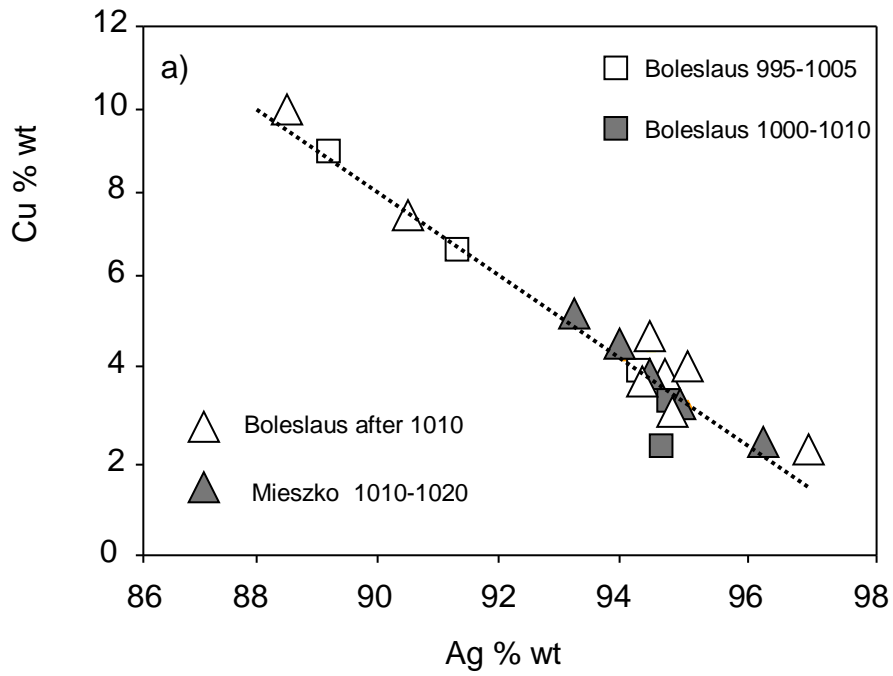 12
a)
Boleslaus 995-1005
10
Boleslaus 1000-1010
8
Cu % wt
6
4
Boleslaus after 1010
2
Mieszko 1010-1020
0
86 88 90 92 94 96 98
Ag % wt